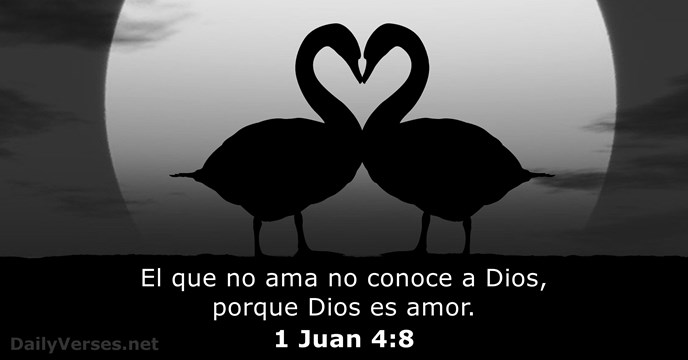 El que no ama no conoce a Dios,
porque Dios es amor.
1 Juan 4:8
DailyVerses.net